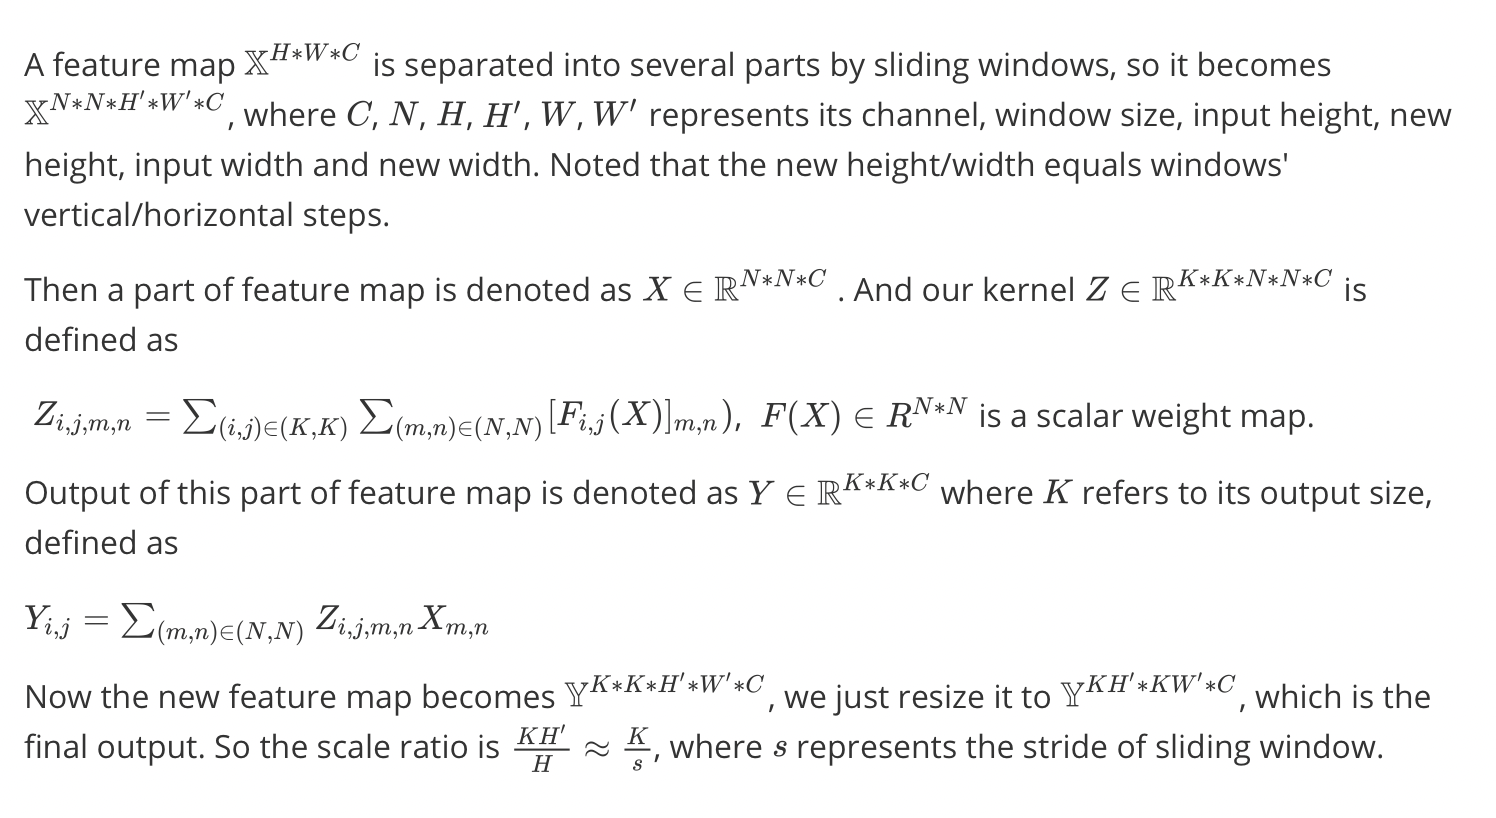 A feature map 𝕏^{H∗W∗C} is separated into several parts by sliding windows, so it becomes
𝕏^{N∗N∗H′∗W′∗C}, where C, N, H, H′, W, W′ represents its channel, window size, input height, new
height, input width and new width. Noted that the new height/width equals windows'
vertical/horizontal steps.
Then a part of feature map is denoted as X ∈ ℝ^{N∗N∗C} . And our kernel Z ∈ ℝ^{K∗K∗N∗N∗C} is
defined as
Z_{i,j,m,n} = ∑_{(i,j)∈(K,K)} ∑_{(m,n)∈(N,N)} [F_{i,j}(X)]_{m,n}), F(X) ∈ R^{N∗N} is a scalar weight map.
Output of this part of feature map is denoted as Y ∈ ℝ^{K∗K∗C} where K refers to its output size,
defined as
Y_{i,j} = ∑_{(m,n)∈(N,N)} Z_{i,j,m,n} X_{m,n}
Now the new feature map becomes 𝕐^{K∗K∗H′∗W′∗C}, we just resize it to 𝕐^{KH′∗KW′∗C}, which is the
final output. So the scale ratio is \frac{KH′}{H} ≈ \frac{K}{s}, where s represents the stride of sliding window.